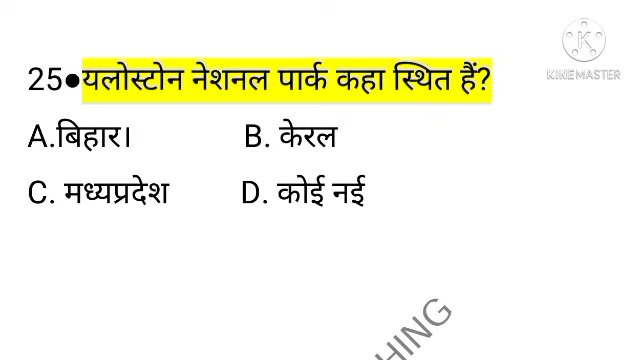 KINEMASTER
25●यलोस्टोन नेशनल पार्क कहा स्थित हैं?
A.बिहार। B. केरल
C. मध्यप्रदेश D. कोई नई